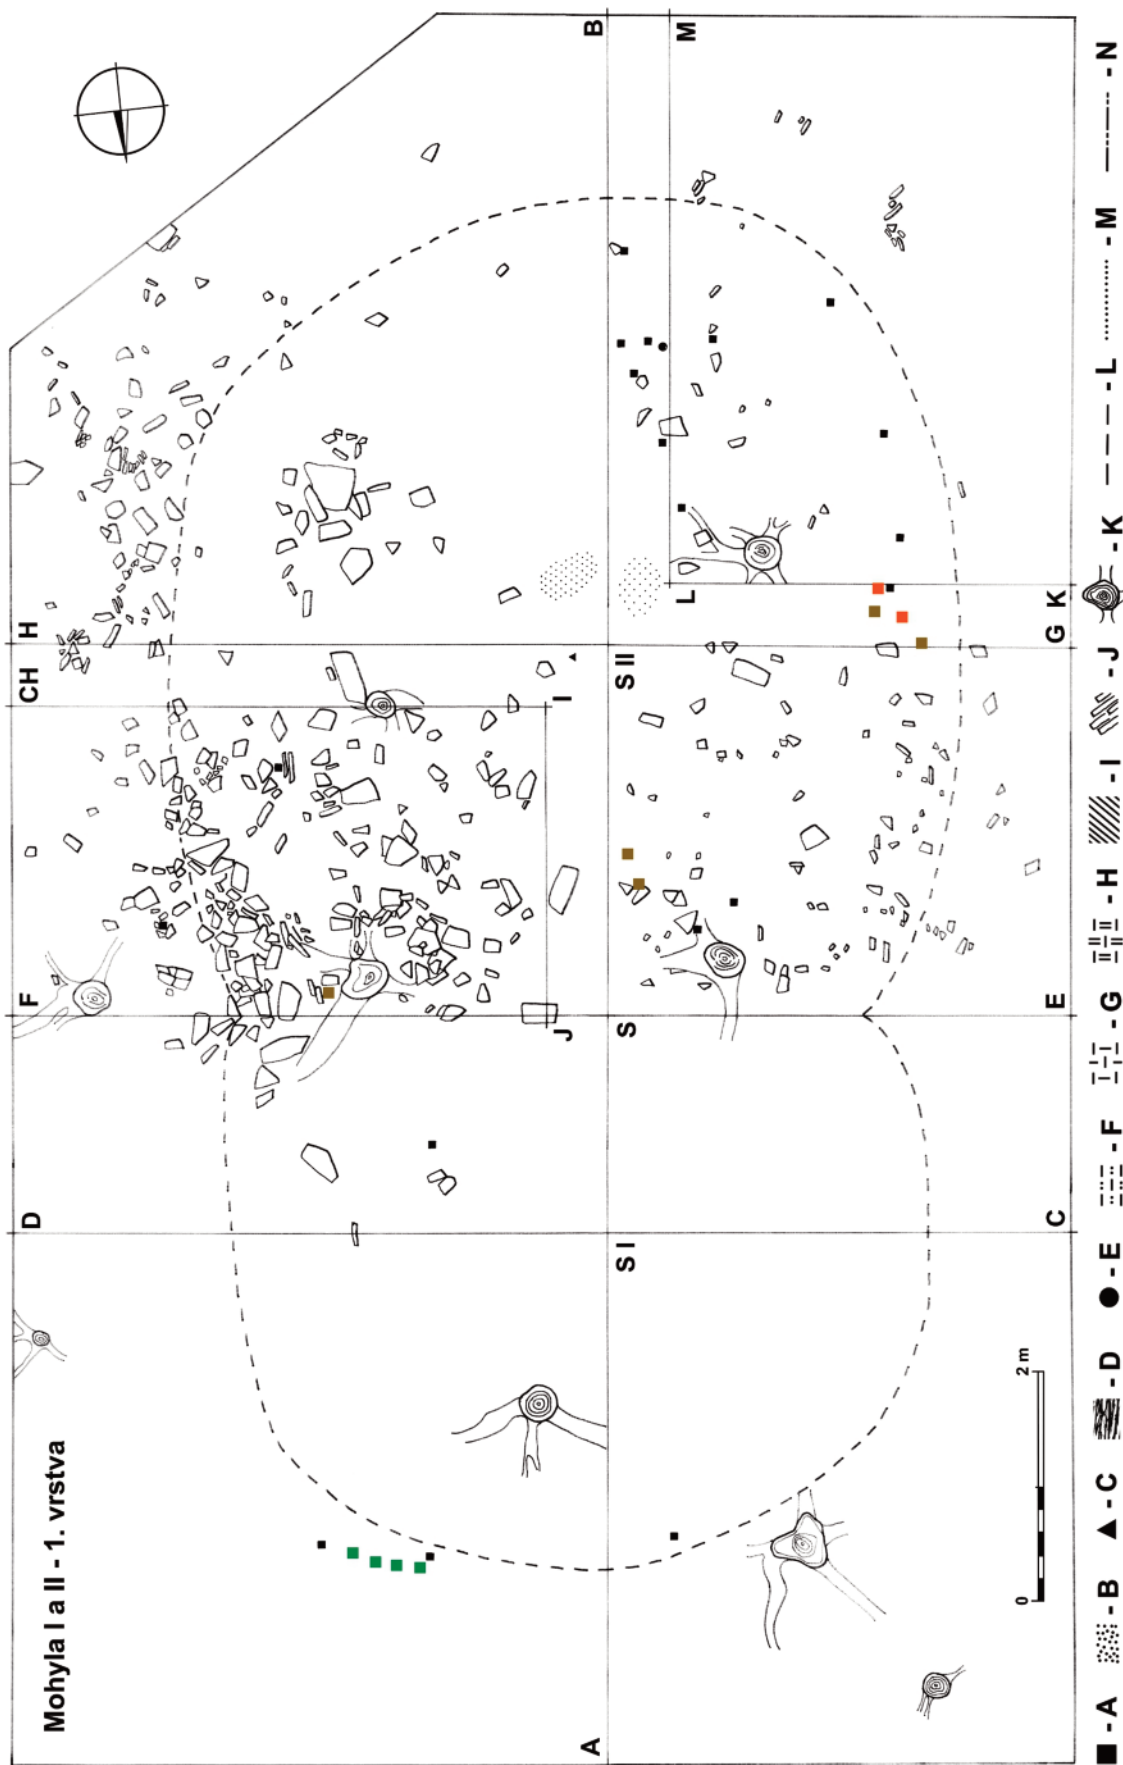 Mohyla I a II - 1. vrstva
A
B
M
H
CH
I
L
S II
G
K
F
J
S
E
D
S I
C
0
2 m
- A
- B
- C
- D
- E
- F
- G
- H
- I
- J
- K
- L
- M
- N